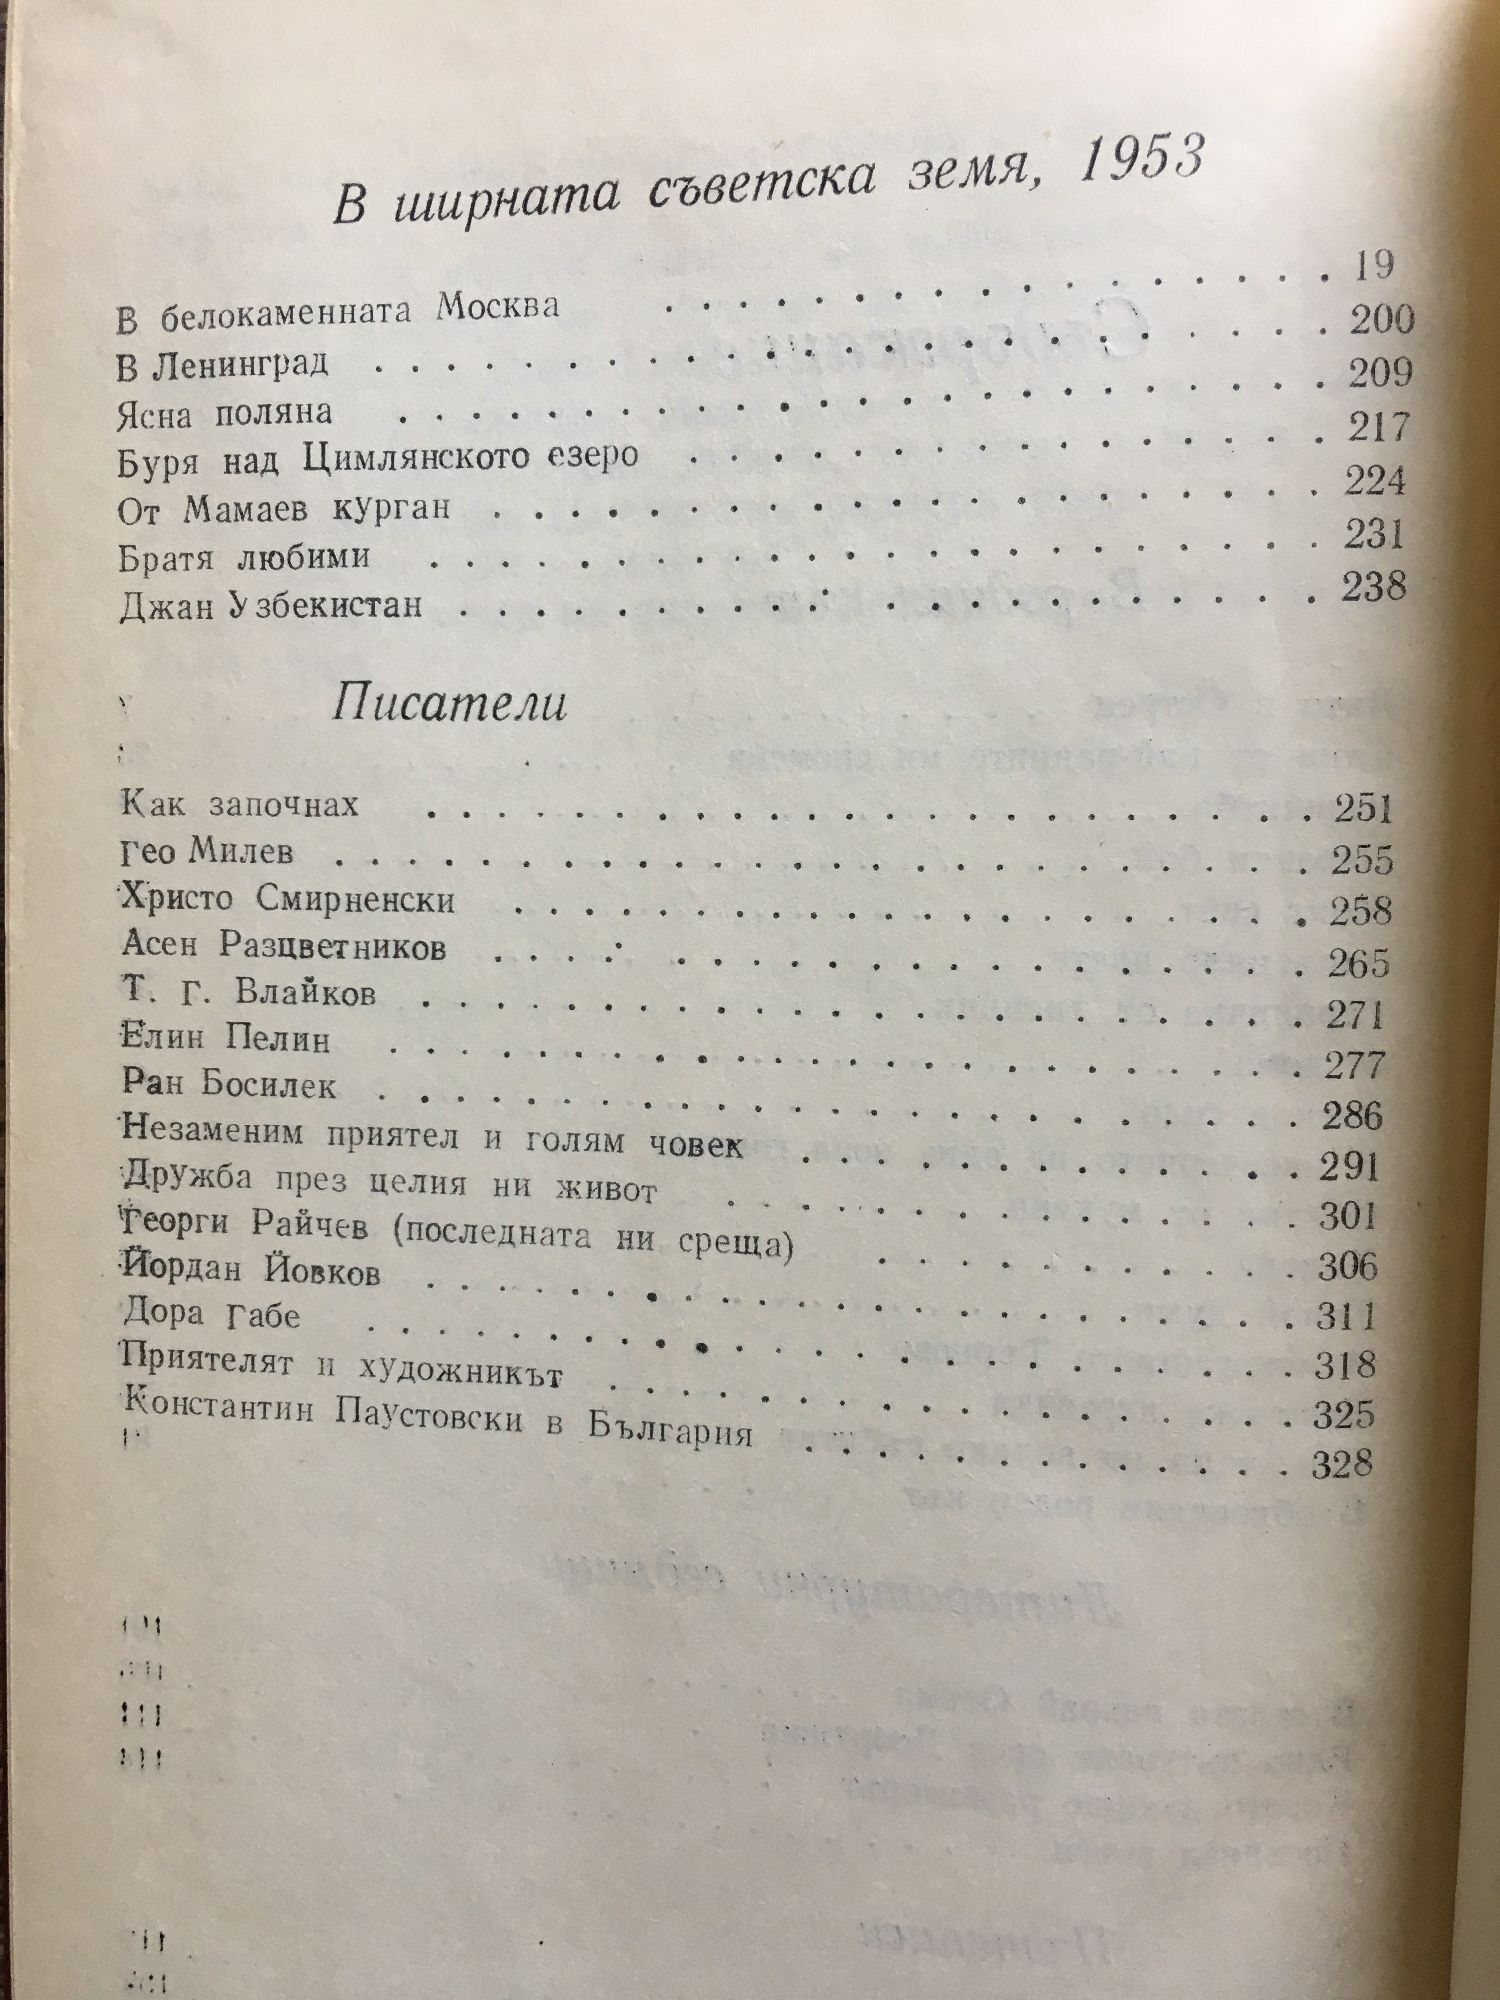 В ширната съветска земя, 1953
В белокаменната Москва . . . . . . . . . . . . . . . . . . 19
В Ленинград . . . . . . . . . . . . . . . . . . . . . . . . . 200
Ясна поляна . . . . . . . . . . . . . . . . . . . . . . . . . 209
Буря над Цимлянското езеро . . . . . . . . . . . . . . . . 217
От Мамаев курган . . . . . . . . . . . . . . . . . . . . . . 224
Братя любими . . . . . . . . . . . . . . . . . . . . . . . . 231
Джан Узбекистан . . . . . . . . . . . . . . . . . . . . . . . 238
Писатели
Как започнах . . . . . . . . . . . . . . . . . . . . . . . . 251
Гео Милев . . . . . . . . . . . . . . . . . . . . . . . . . . 255
Христо Смирненски . . . . . . . . . . . . . . . . . . . . . 258
Асен Разцветников . . . . . . . . . . . . . . . . . . . . . 265
Т. Г. Влайков . . . . . . . . . . . . . . . . . . . . . . . . 271
Елин Пелин . . . . . . . . . . . . . . . . . . . . . . . . . 277
Ран Босилек . . . . . . . . . . . . . . . . . . . . . . . . . 286
Незаменим приятел и голям човек . . . . . . . . . . . . . 291
Дружба през целия ни живот . . . . . . . . . . . . . . . . 301
Георги Райчев (последната ни среща) . . . . . . . . . . . 306
Йордан Йовков . . . . . . . . . . . . . . . . . . . . . . . . 311
Дора Габе . . . . . . . . . . . . . . . . . . . . . . . . . . 318
Приятелят и художникът . . . . . . . . . . . . . . . . . . 325
Константин Паустовски в България . . . . . . . . . . . . . 328